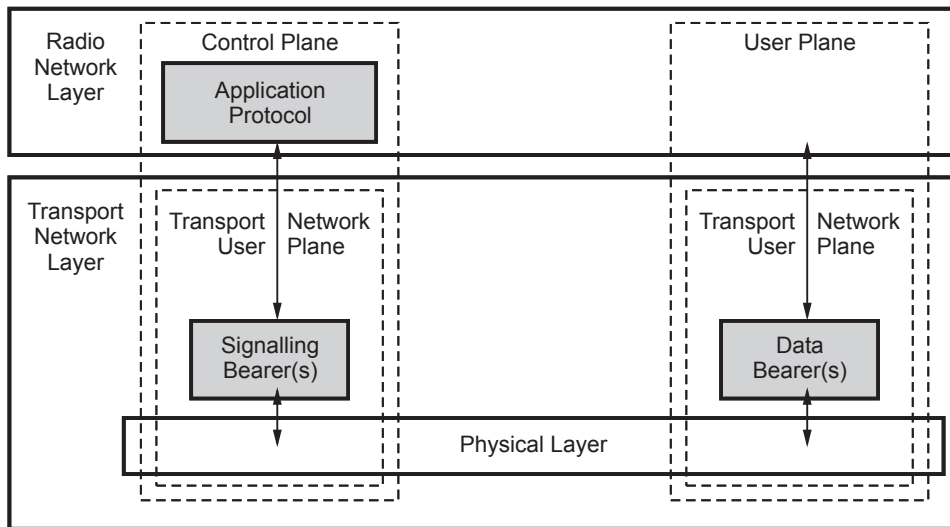 Radio
Network
Layer
Control Plane
User Plane
Application
Protocol
Transport
Network
Layer
Transport Network
User Plane
Transport Network
User Plane
Signalling
Bearer(s)
Data
Bearer(s)
Physical Layer